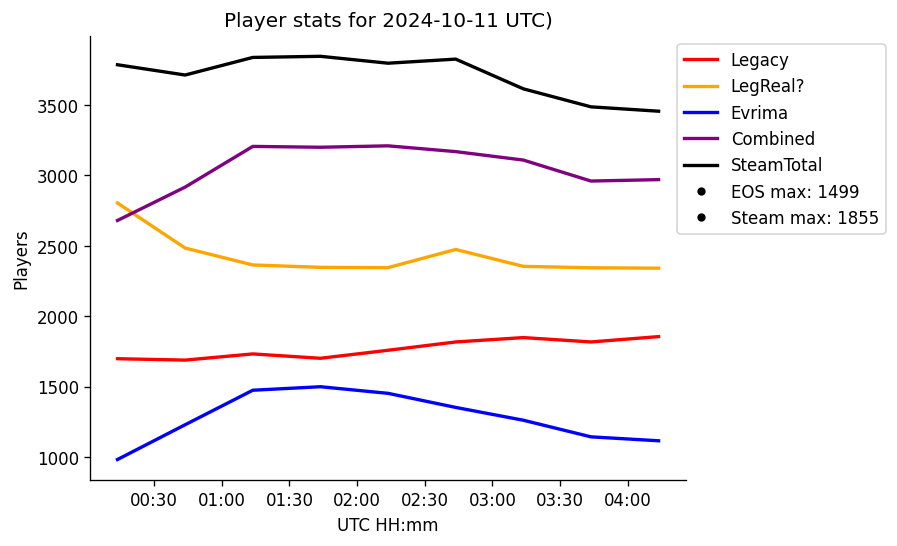 Player stats for 2024-10-11 UTC)
Legacy
LegReal?
Evrima
Combined
SteamTotal
EOS max: 1499
Steam max: 1855
Players
3500
3000
2500
2000
1500
1000
00:30 01:00 01:30 02:00 02:30 03:00 03:30 04:00
UTC HH:mm